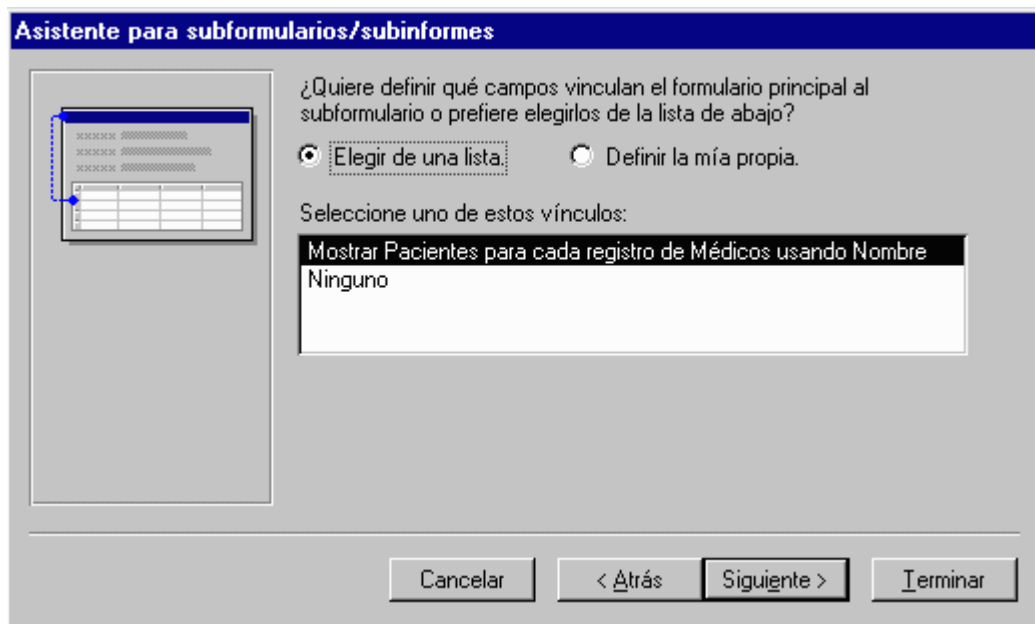 Asistente para subformularios/subinformes
¿Quiere definir qué campos vinculan el formulario principal al
subformulario o prefiere elegirlos de la lista de abajo?
Elegir de una lista. Definir la mía propia.
Seleccione uno de estos vínculos:
Mostrar Pacientes para cada registro de Médicos usando Nombre
Ninguno
Cancelar < Atrás Siguiente > Terminar